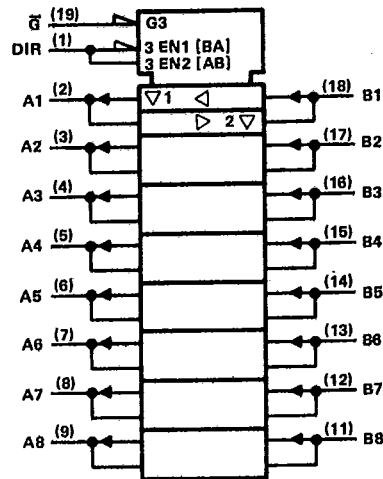 G̅ (19) G3
DIR (1) 3 EN1 [BA]
3 EN2 [AB]
A1 (2) ▽ 1 ◁ (18) B1
▷ 2 ▽
A2 (3) (17) B2
A3 (4) (16) B3
A4 (5) (15) B4
A5 (6) (14) B5
A6 (7) (13) B6
A7 (8) (12) B7
A8 (9) (11) B8